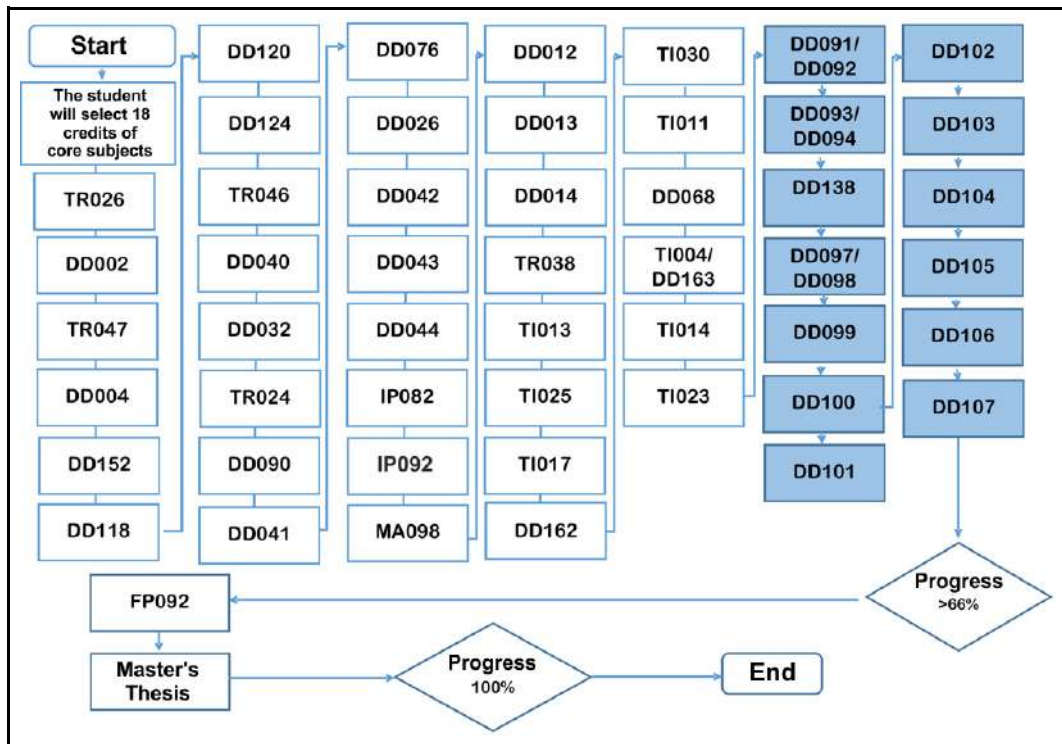 Start
The student
will select 18
credits of
core subjects
TR026
DD002
TR047
DD004
DD152
DD118
DD120
DD124
TR046
DD040
DD032
TR024
DD090
DD041
DD076
DD026
DD042
DD043
DD044
IP082
IP092
MA098
DD012
DD013
DD014
TR038
TI013
TI025
TI017
DD162
TI030
TI011
DD068
TI004/
DD163
TI014
TI023
DD091/
DD092
DD093/
DD094
DD138
DD097/
DD098
DD099
DD100
DD101
DD102
DD103
DD104
DD105
DD106
DD107
Progress
>66%
FP092
Master's
Thesis
Progress
100%
End